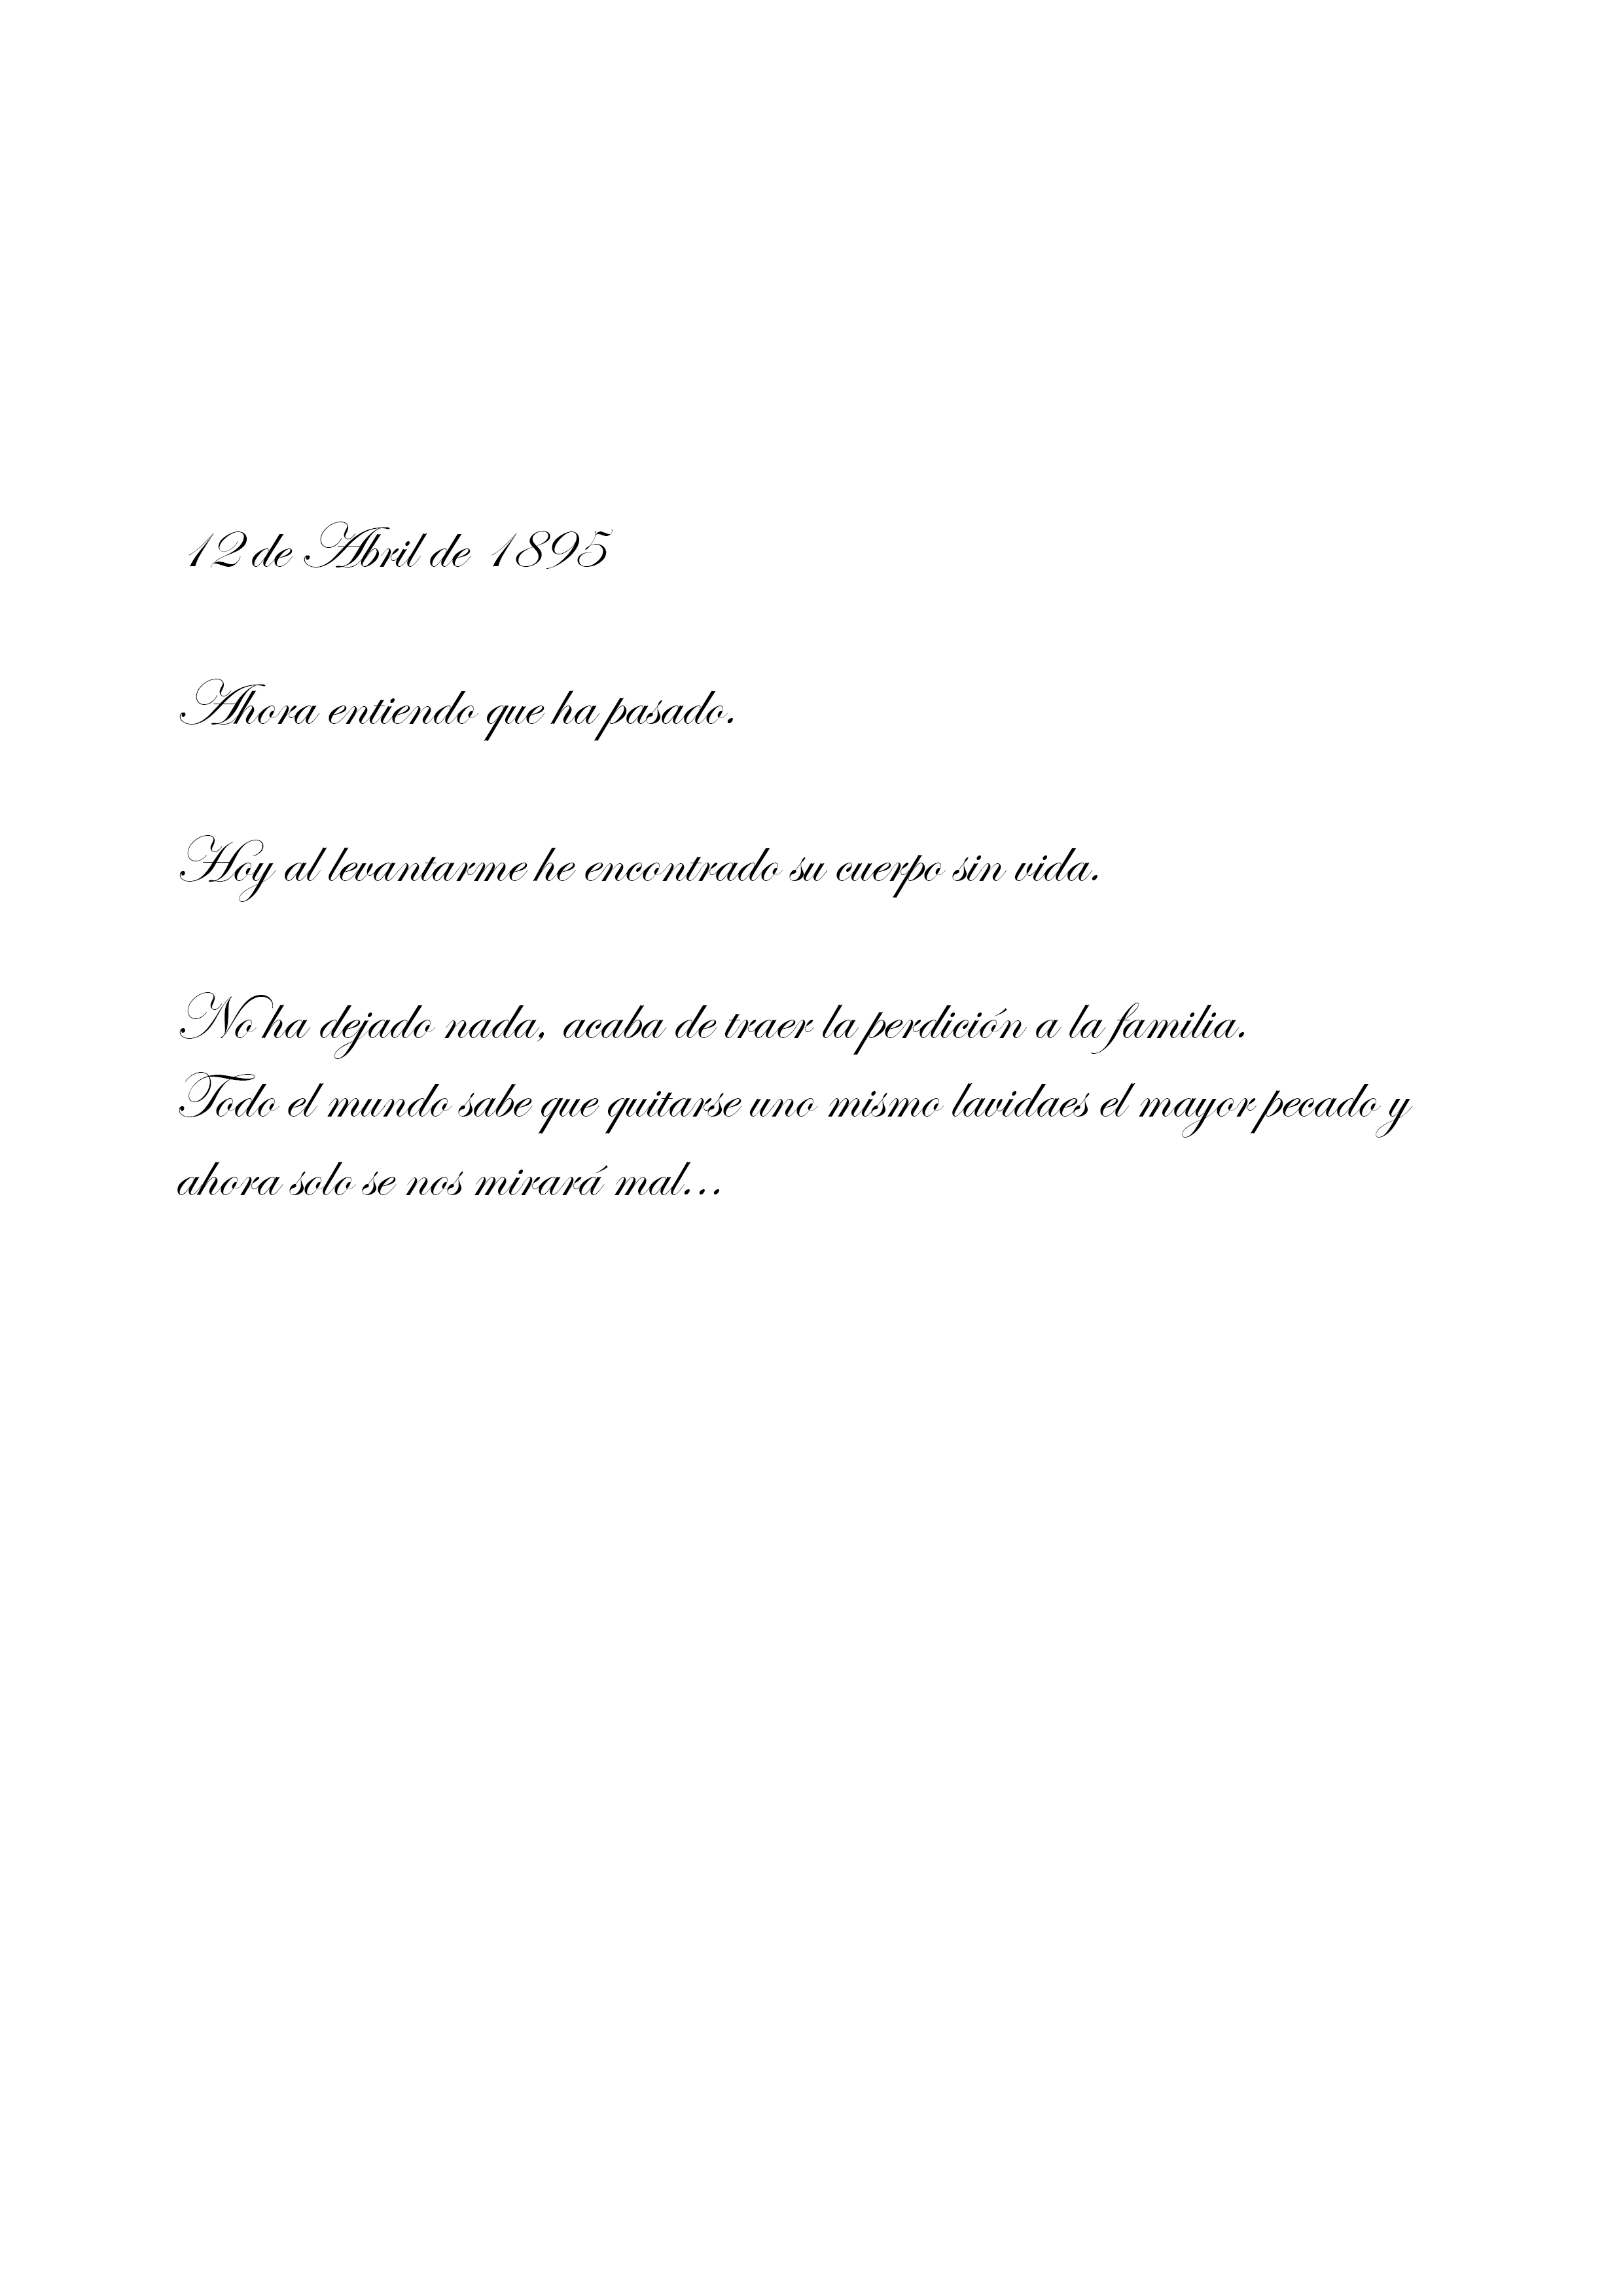 12 de Abril de 1895
Ahora entiendo que ha pasado.
Hoy al levantarme he encontrado su cuerpo sin vida.
No ha dejado nada, acaba de traer la perdición a la familia.
Todo el mundo sabe que quitarse uno mismo lavidaes el mayor pecado y
ahora solo se nos mirará mal...